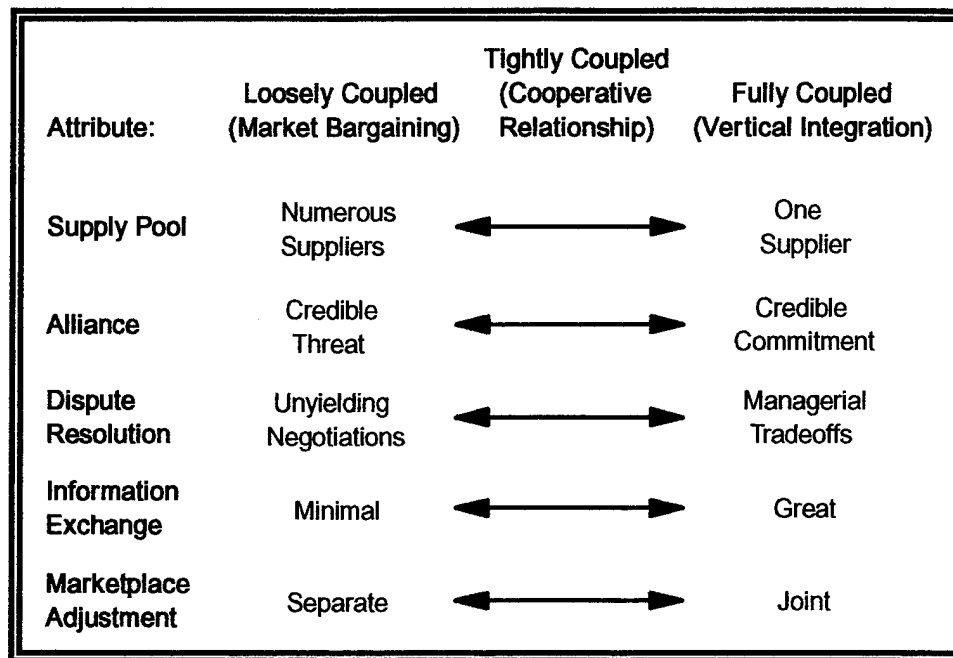 Attribute:
Loosely Coupled
(Market Bargaining)
Tightly Coupled
(Cooperative
Relationship)
Fully Coupled
(Vertical Integration)
Supply Pool
Numerous
Suppliers
One
Supplier
Alliance
Credible
Threat
Credible
Commitment
Dispute
Resolution
Unyielding
Negotiations
Managerial
Tradeoffs
Information
Exchange
Minimal
Great
Marketplace
Adjustment
Separate
Joint